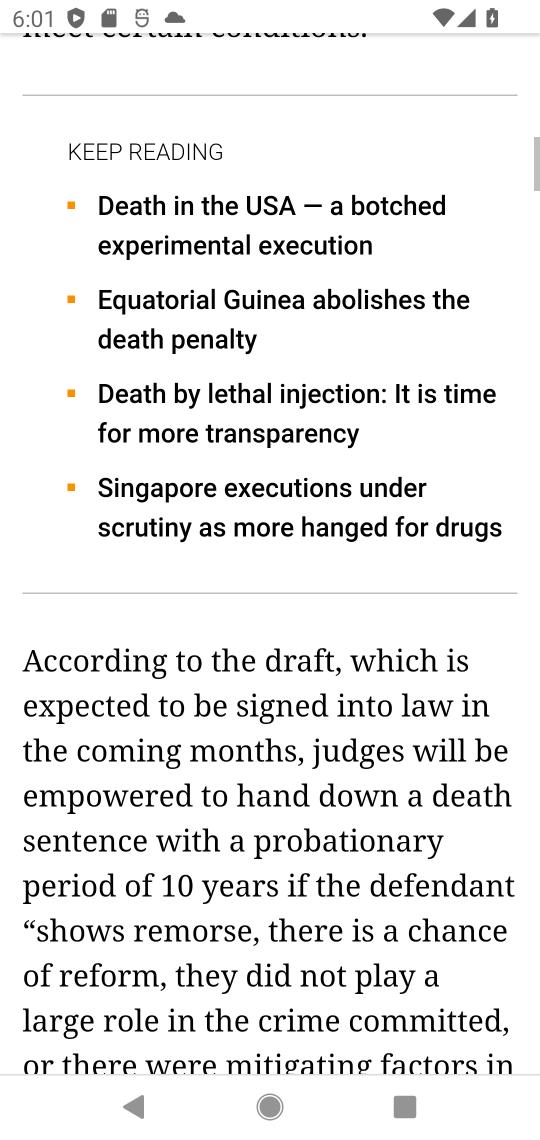 6:01
meet certain conditions.
KEEP READING
Death in the USA — a botched
experimental execution
Equatorial Guinea abolishes the
death penalty
Death by lethal injection: It is time
for more transparency
Singapore executions under
scrutiny as more hanged for drugs
According to the draft, which is
expected to be signed into law in
the coming months, judges will be
empowered to hand down a death
sentence with a probationary
period of 10 years if the defendant
“shows remorse, there is a chance
of reform, they did not play a
large role in the crime committed,
or there were mitigating factors in